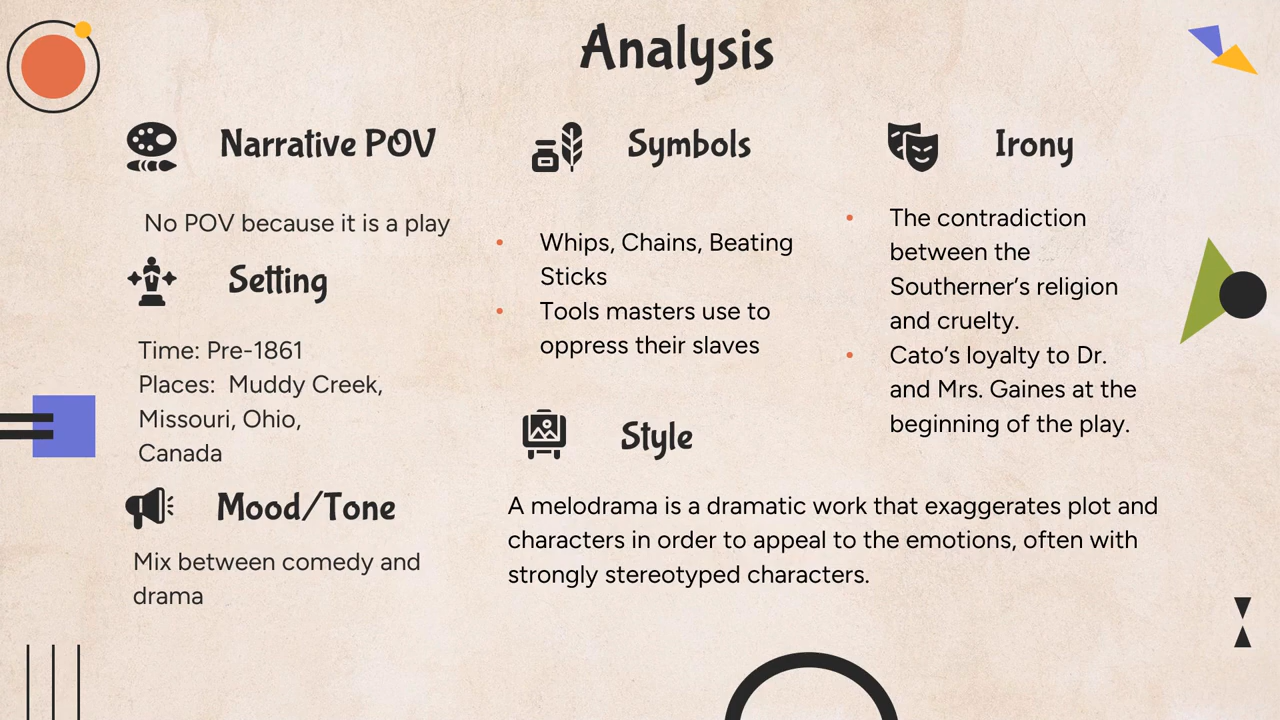 Analysis
Narrative POV
No POV because it is a play
Setting
Time: Pre-1861
Places:  Muddy Creek,
Missouri, Ohio,
Canada
Mood/Tone
Mix between comedy and
drama
Symbols
• Whips, Chains, Beating
Sticks
• Tools masters use to
oppress their slaves
Irony
• The contradiction
between the
Southerner’s religion
and cruelty.
• Cato’s loyalty to Dr.
and Mrs. Gaines at the
beginning of the play.
Style
A melodrama is a dramatic work that exaggerates plot and
characters in order to appeal to the emotions, often with
strongly stereotyped characters.